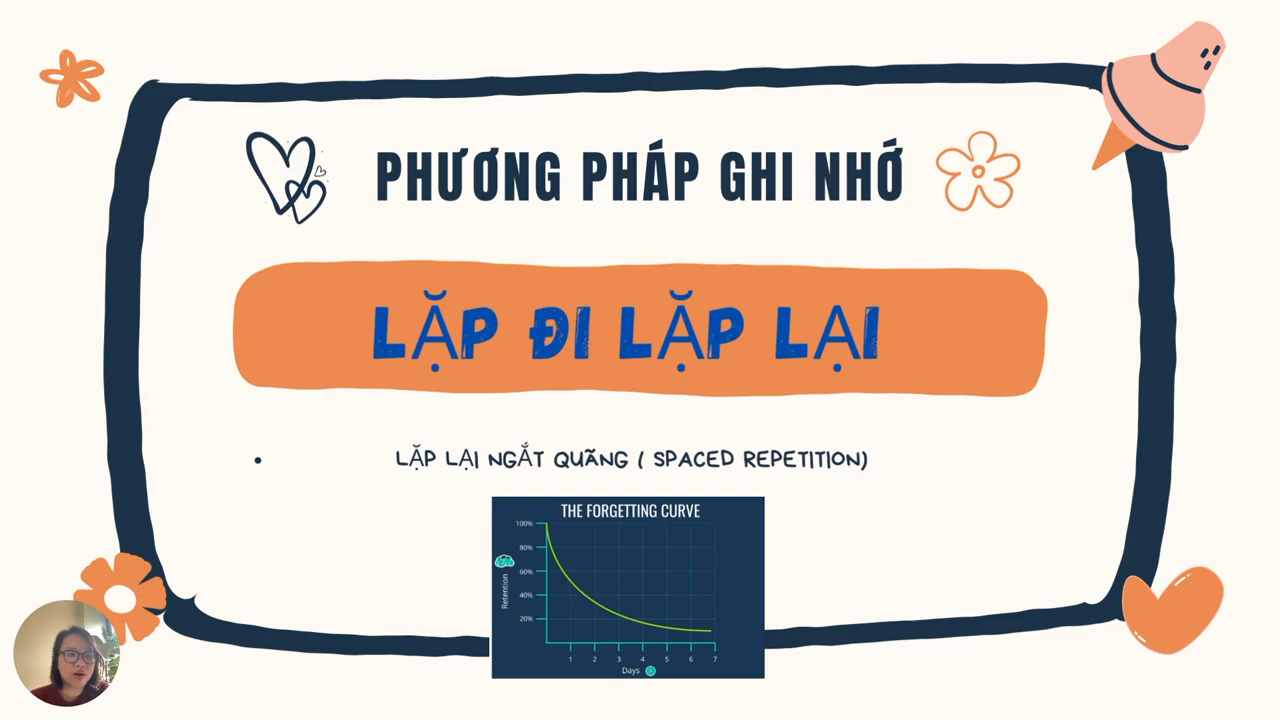 PHƯƠNG PHÁP GHI NHỚ
LẶP ĐI LẶP LẠI
• LẶP LẠI NGẮT QUÃNG ( SPACED REPETITION)
THE FORGETTING CURVE
100%
80%
60%
40%
20%
Retention
1 2 3 4 5 6 7
Days